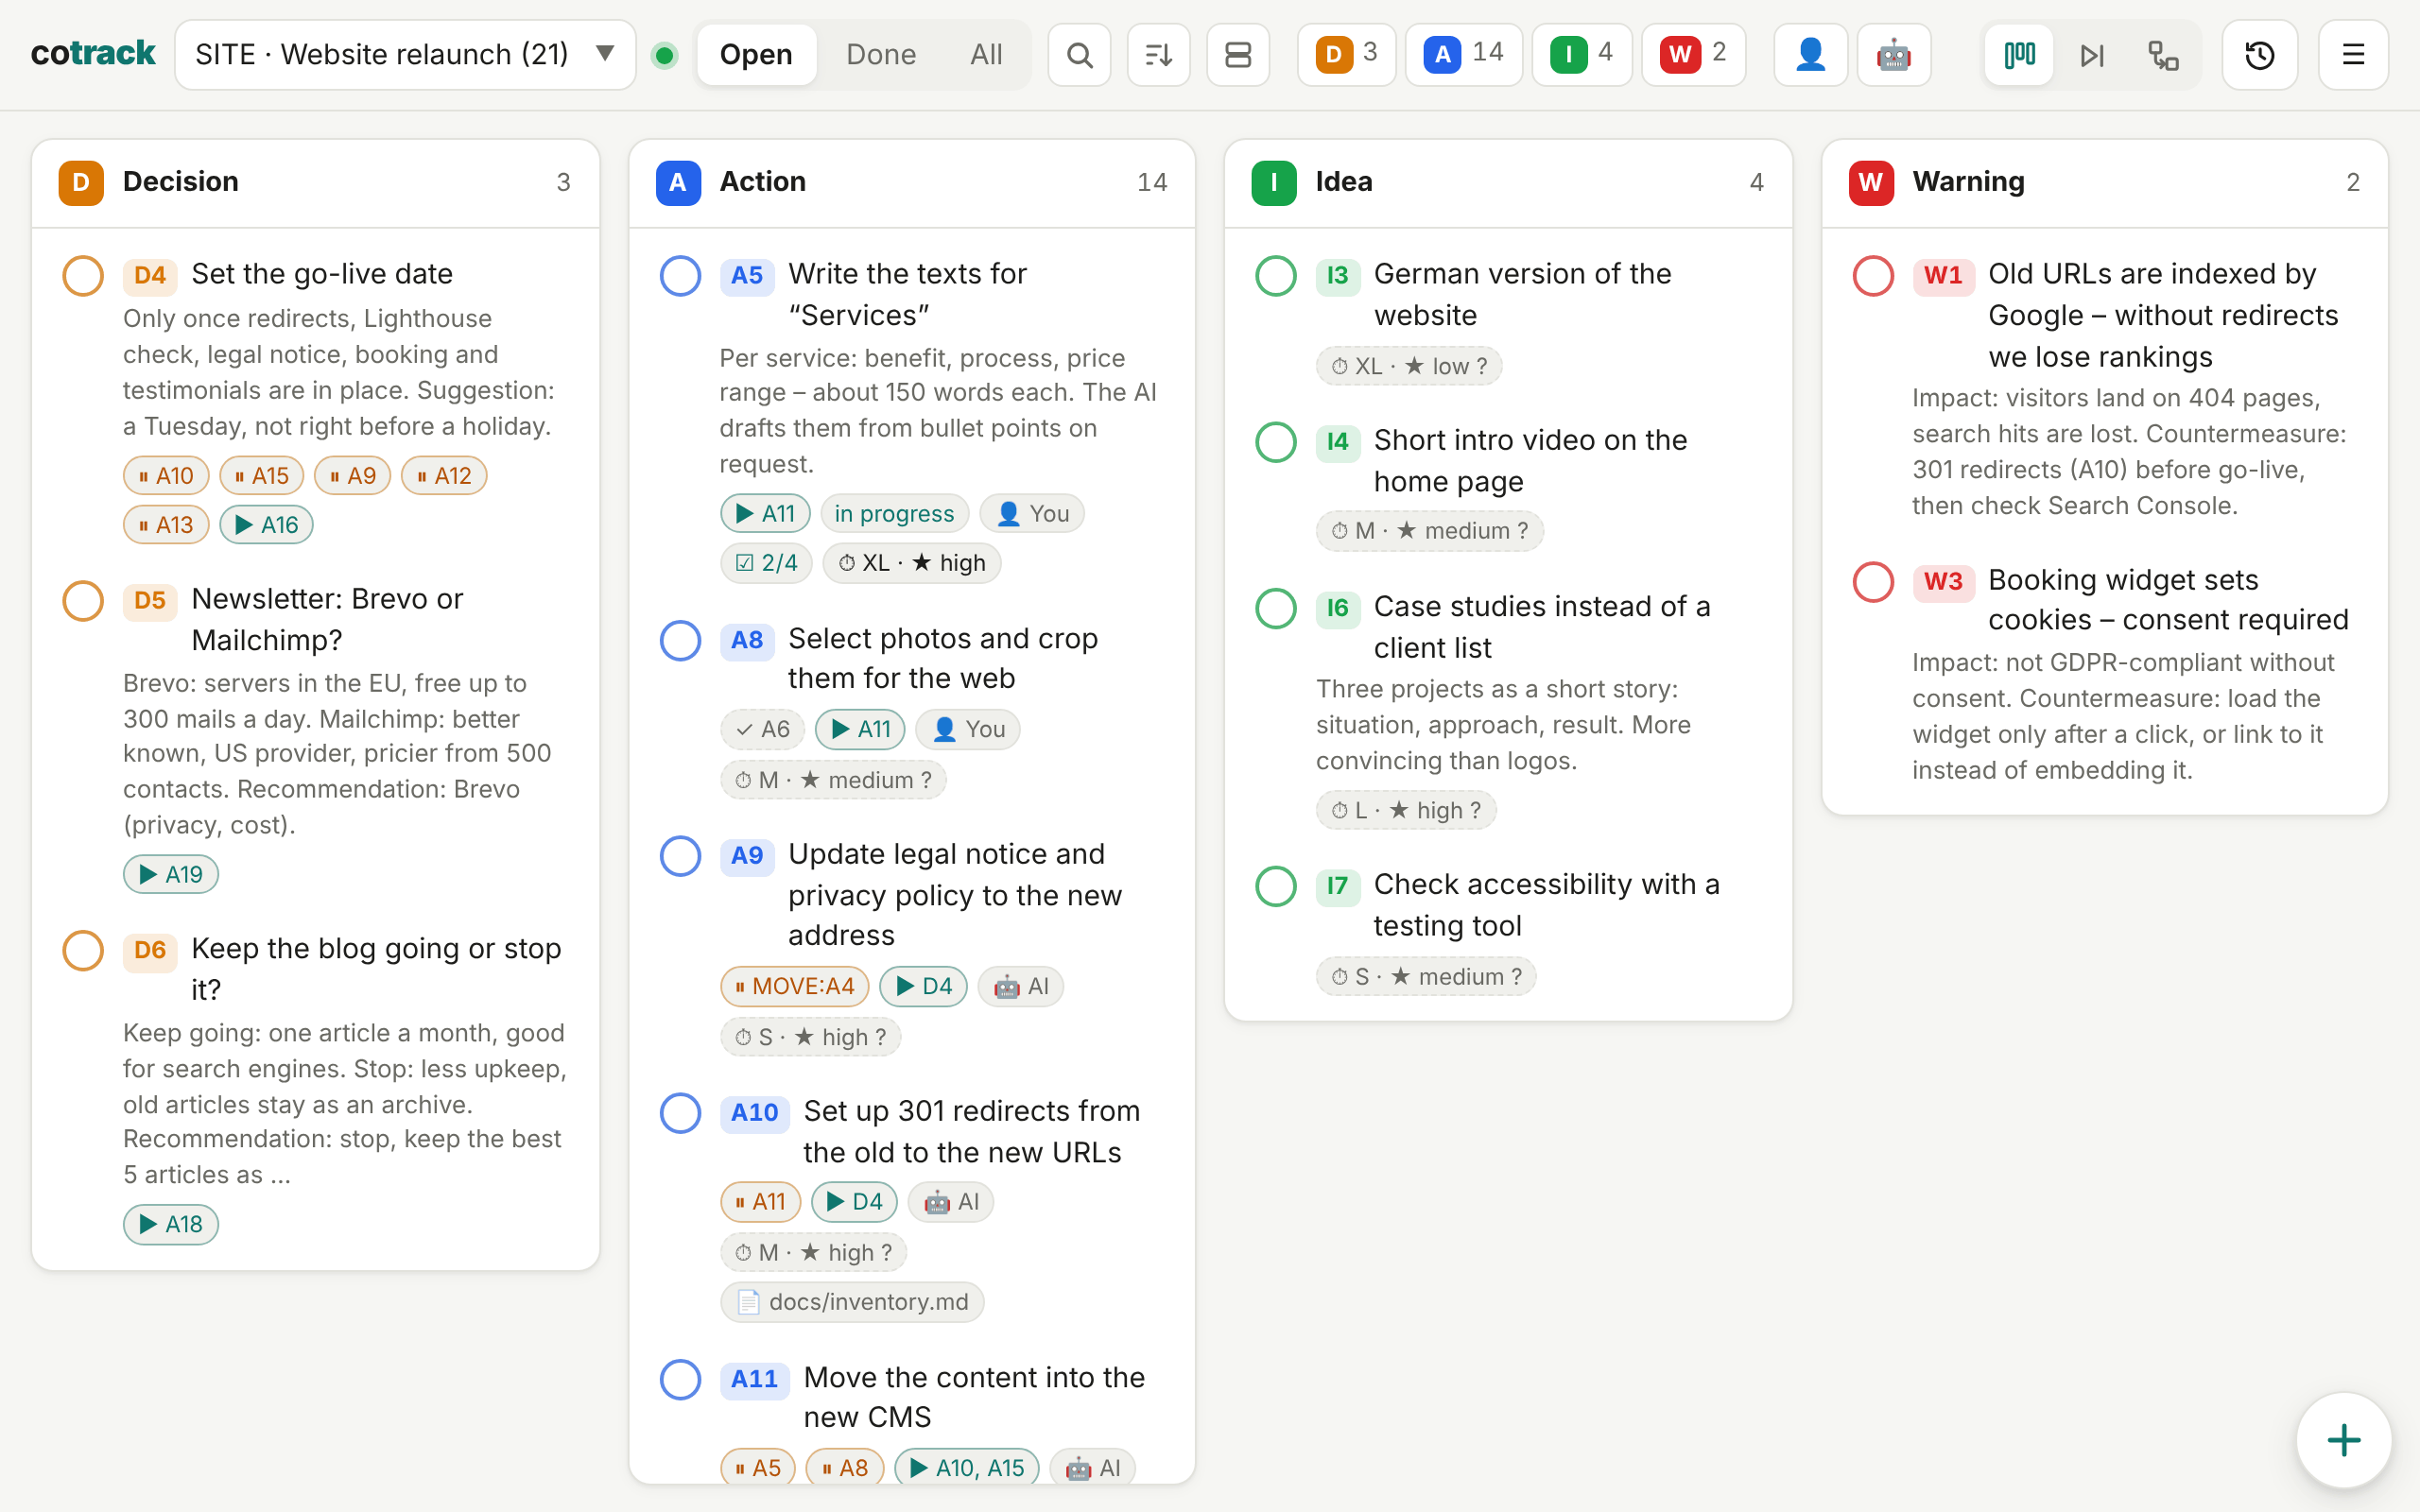 cotrack
SITE · Website relaunch (21) ▼
Open
Done
All
D 3
A 14
I 4
W 2
D Decision 3
D4 Set the go-live date
Only once redirects, Lighthouse
check, legal notice, booking and
testimonials are in place. Suggestion:
a Tuesday, not right before a holiday.
⏸ A10 ⏸ A15 ⏸ A9 ⏸ A12
⏸ A13 ▶ A16
D5 Newsletter: Brevo or
Mailchimp?
Brevo: servers in the EU, free up to
300 mails a day. Mailchimp: better
known, US provider, pricier from 500
contacts. Recommendation: Brevo
(privacy, cost).
▶ A19
D6 Keep the blog going or stop
it?
Keep going: one article a month, good
for search engines. Stop: less upkeep,
old articles stay as an archive.
Recommendation: stop, keep the best
5 articles as ...
▶ A18
A Action 14
A5 Write the texts for
“Services”
Per service: benefit, process, price
range – about 150 words each. The AI
drafts them from bullet points on
request.
▶ A11 in progress 👤 You
☑ 2/4 ⏱ XL · ★ high
A8 Select photos and crop
them for the web
✓ A6 ▶ A11 👤 You
⏱ M · ★ medium ?
A9 Update legal notice and
privacy policy to the new
address
⏸ MOVE:A4 ▶ D4 🤖 AI
⏱ S · ★ high ?
A10 Set up 301 redirects from
the old to the new URLs
⏸ A11 ▶ D4 🤖 AI
⏱ M · ★ high ?
📄 docs/inventory.md
A11 Move the content into the
new CMS
⏸ A5 ⏸ A8 ▶ A10, A15 🤖 AI
I Idea 4
I3 German version of the
website
⏱ XL · ★ low ?
I4 Short intro video on the
home page
⏱ M · ★ medium ?
I6 Case studies instead of a
client list
Three projects as a short story:
situation, approach, result. More
convincing than logos.
⏱ L · ★ high ?
I7 Check accessibility with a
testing tool
⏱ S · ★ medium ?
W Warning 2
W1 Old URLs are indexed by
Google – without redirects
we lose rankings
Impact: visitors land on 404 pages,
search hits are lost. Countermeasure:
301 redirects (A10) before go-live,
then check Search Console.
W3 Booking widget sets
cookies – consent required
Impact: not GDPR-compliant without
consent. Countermeasure: load the
widget only after a click, or link to it
instead of embedding it.